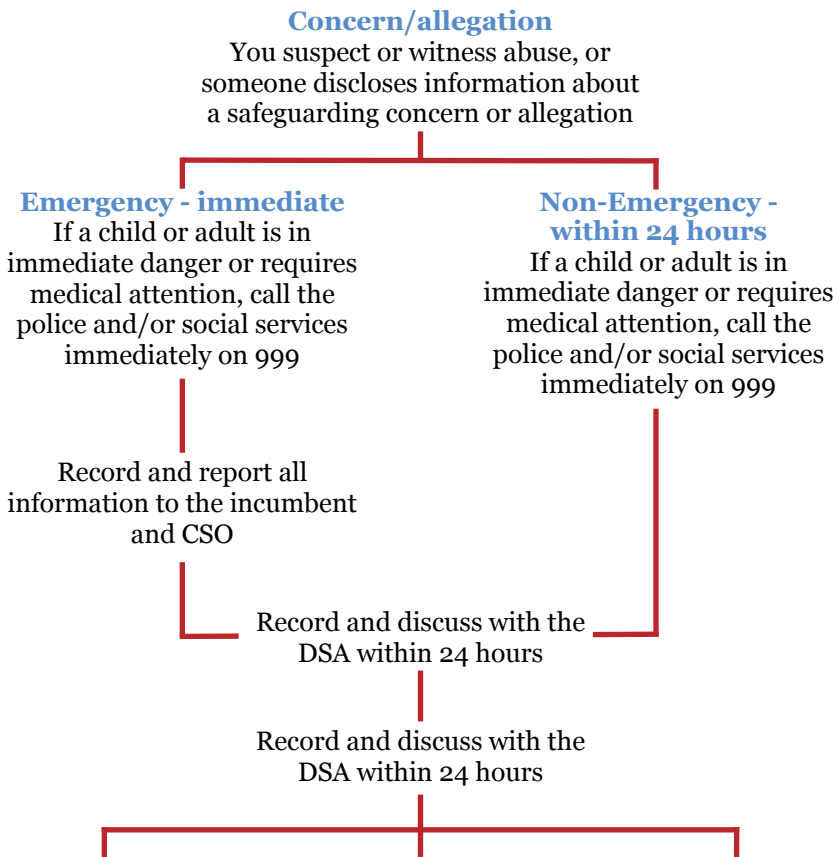 Concern/allegation
You suspect or witness abuse, or
someone discloses information about
a safeguarding concern or allegation
Emergency - immediate
If a child or adult is in
immediate danger or requires
medical attention, call the
police and/or social services
immediately on 999
Non-Emergency -
within 24 hours
If a child or adult is in
immediate danger or requires
medical attention, call the
police and/or social services
immediately on 999
Record and report all
information to the incumbent
and CSO
Record and discuss with the
DSA within 24 hours
Record and discuss with the
DSA within 24 hours